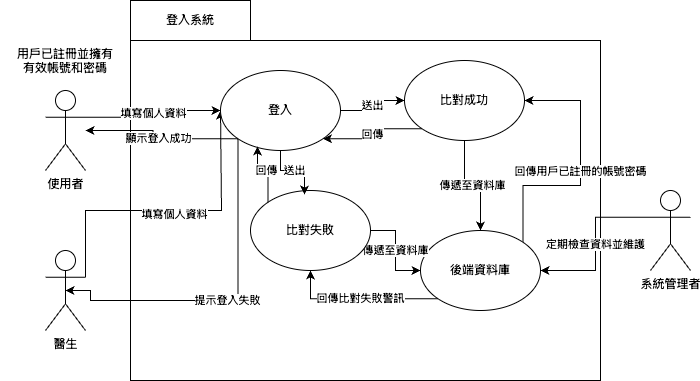 登入系統
用戶已註冊並擁有
有效帳號和密碼
填寫個人資料
登入
送出
比對成功
顯示登入成功
回傳
使用者
回傳
送出
傳遞至資料庫
回傳用戶已註冊的帳號密碼
填寫個人資料
比對失敗
傳遞至資料庫
定期檢查資料並維護
後端資料庫
系統管理者
提示登入失敗
回傳比對失敗警訊
醫生